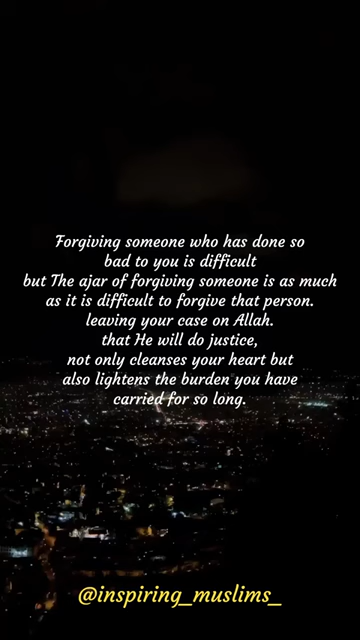 Forgiving someone who has done so
bad to you is difficult
but The ajar of forgiving someone is as much
as it is difficult to forgive that person.
leaving your case on Allah.
that He will do justice,
not only cleanses your heart but
also lightens the burden you have
carried for so long.
@inspiring_muslims_